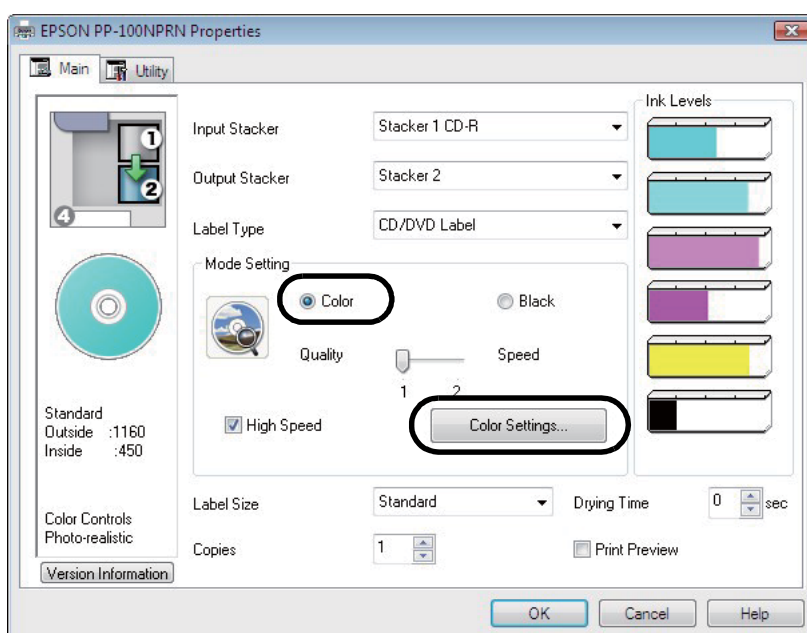 EPSON PP-100NPRN Properties
Main
Utility
1
2
4
Standard
Outside :1160
Inside :450
Color Controls
Photo-realistic
Version Information
Input Stacker
Stacker 1 CD-R
Output Stacker
Stacker 2
Label Type
CD/DVD Label
Mode Setting
Color
Black
Quality
Speed
1 2
High Speed
Color Settings...
Label Size
Standard
Drying Time
0
sec
Copies
1
Print Preview
Ink Levels
OK
Cancel
Help